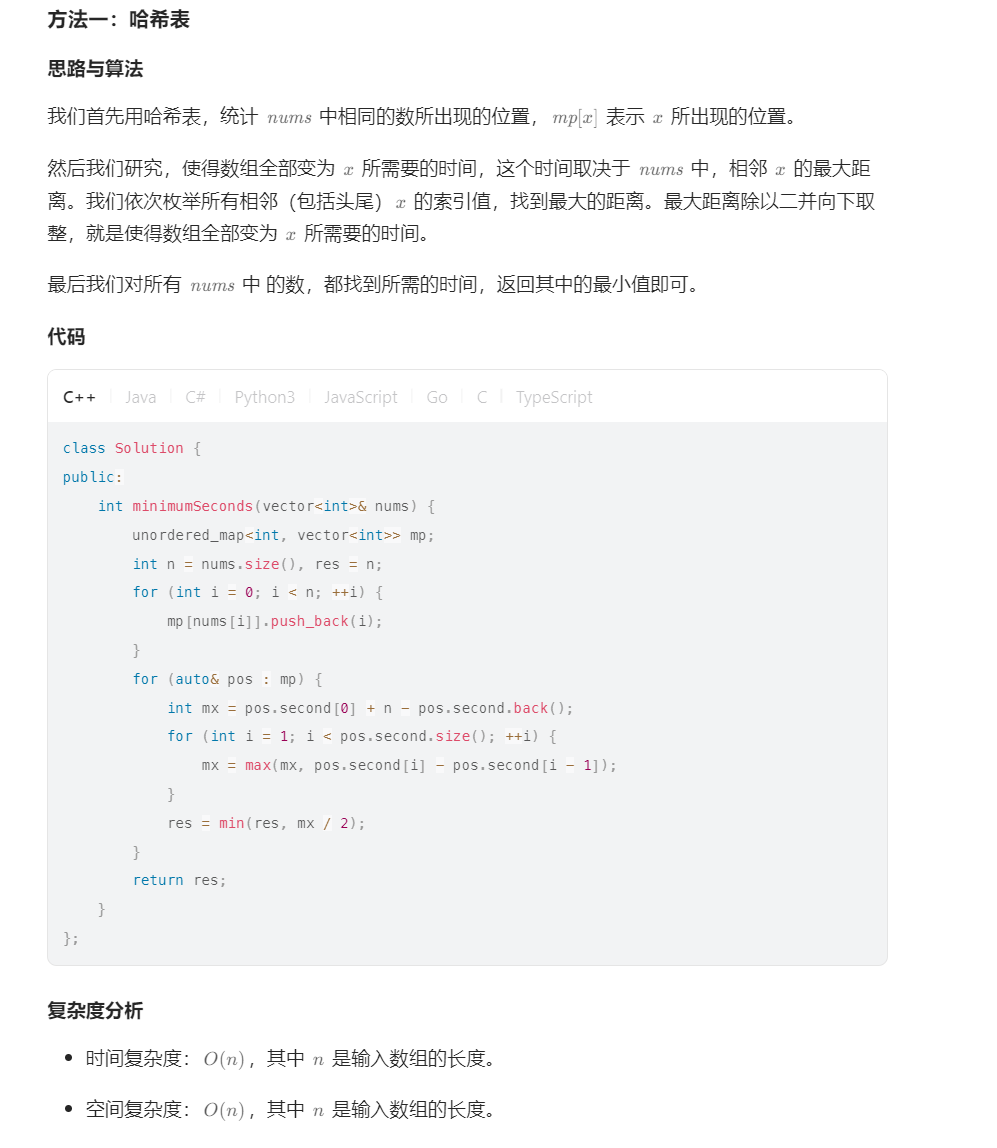 方法一：哈希表
思路与算法
我们首先用哈希表，统计 nums 中相同的数所出现的位置， mp[x] 表示 x 所出现的位置。
然后我们研究，使得数组全部变为 x 所需要的时间，这个时间取决于 nums 中，相邻 x 的最大距
离。我们依次枚举所有相邻（包括头尾）x 的索引值，找到最大的距离。最大距离除以二并向下取
整，就是使得数组全部变为 x 所需要的时间。
最后我们对所有 nums 中 的数，都找到所需的时间，返回其中的最小值即可。
代码
C++ Java C# Python3 JavaScript Go C TypeScript
class Solution {
public:
    int minimumSeconds(vector<int>& nums) {
        unordered_map<int, vector<int>> mp;
        int n = nums.size(), res = n;
        for (int i = 0; i < n; ++i) {
            mp[nums[i]].push_back(i);
        }
        for (auto& pos : mp) {
            int mx = pos.second[0] + n - pos.second.back();
            for (int i = 1; i < pos.second.size(); ++i) {
                mx = max(mx, pos.second[i] - pos.second[i - 1]);
            }
            res = min(res, mx / 2);
        }
        return res;
    }
};
复杂度分析
• 时间复杂度：O(n)，其中 n 是输入数组的长度。
• 空间复杂度：O(n)，其中 n 是输入数组的长度。